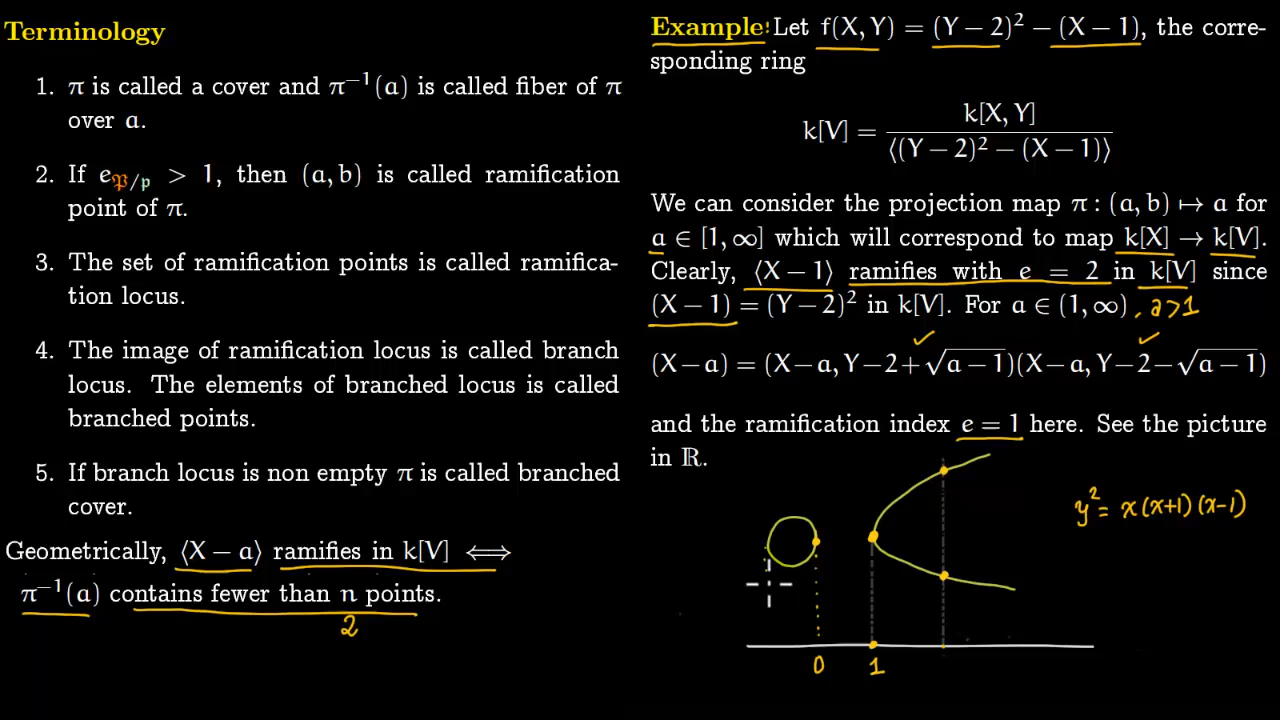 Terminology
1. π is called a cover and π⁻¹(a) is called fiber of π
over a.
2. If e_𝔓/𝔭 > 1, then (a, b) is called ramification
point of π.
3. The set of ramification points is called ramifica-
tion locus.
4. The image of ramification locus is called branch
locus. The elements of branched locus is called
branched points.
5. If branch locus is non empty π is called branched
cover.
Geometrically, ⟨X − a⟩ ramifies in k[V] ⟺
π⁻¹(a) contains fewer than n points.
2
Example: Let f(X, Y) = (Y − 2)² − (X − 1), the corre-
sponding ring
k[V] = k[X, Y] / ⟨(Y − 2)² − (X − 1)⟩
We can consider the projection map π : (a, b) ↦ a for
a ∈ [1, ∞] which will correspond to map k[X] → k[V].
Clearly, ⟨X − 1⟩ ramifies with e = 2 in k[V] since
(X − 1) = (Y − 2)² in k[V]. For a ∈ (1, ∞) , a>1
(X − a) = (X − a, Y − 2 + √(a − 1))(X − a, Y − 2 − √(a − 1))
and the ramification index e = 1 here. See the picture
in ℝ.
y² = x(x+1)(x-1)
0 1